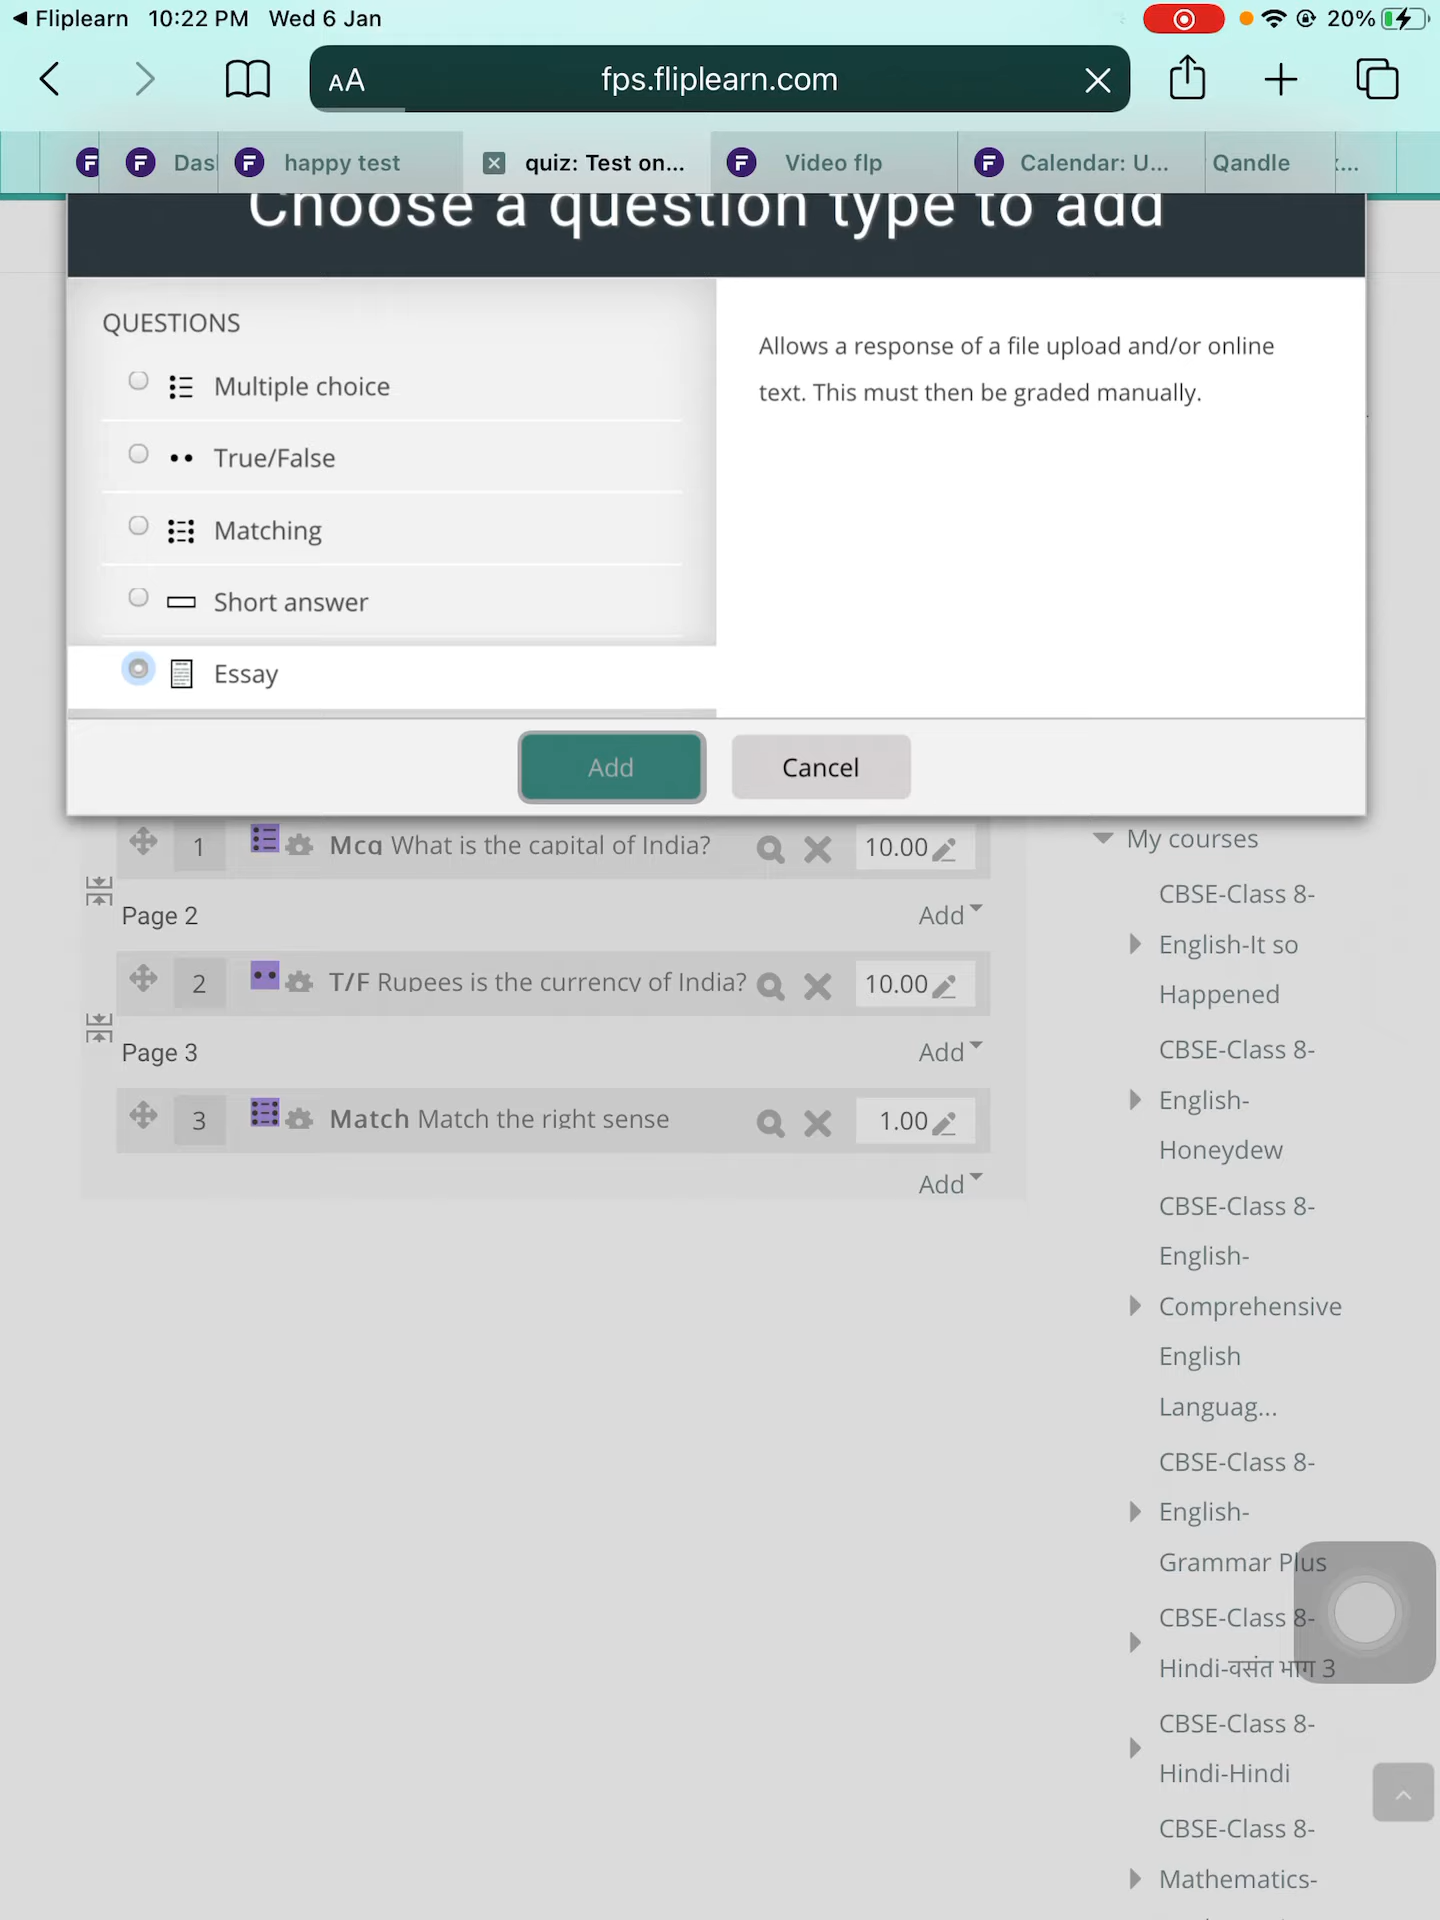 Fliplearn 10:22 PM Wed 6 Jan 20%
AA fps.fliplearn.com
Das happy test quiz: Test on... Video flp Calendar: U... Qandle ...
Choose a question type to add
QUESTIONS
Multiple choice
True/False
Matching
Short answer
Essay
Allows a response of a file upload and/or online
text. This must then be graded manually.
Add Cancel
1 Mcq What is the capital of India? 10.00
Page 2 Add
2 T/F Rupees is the currency of India? 10.00
Page 3 Add
3 Match Match the right sense 1.00
Add
My courses
CBSE-Class 8-
English-It so
Happened
CBSE-Class 8-
English-
Honeydew
CBSE-Class 8-
English-
Comprehensive
English
Languag...
CBSE-Class 8-
English-
Grammar Plus
CBSE-Class 8-
Hindi-वसंत भाग 3
CBSE-Class 8-
Hindi-Hindi
CBSE-Class 8-
Mathematics-